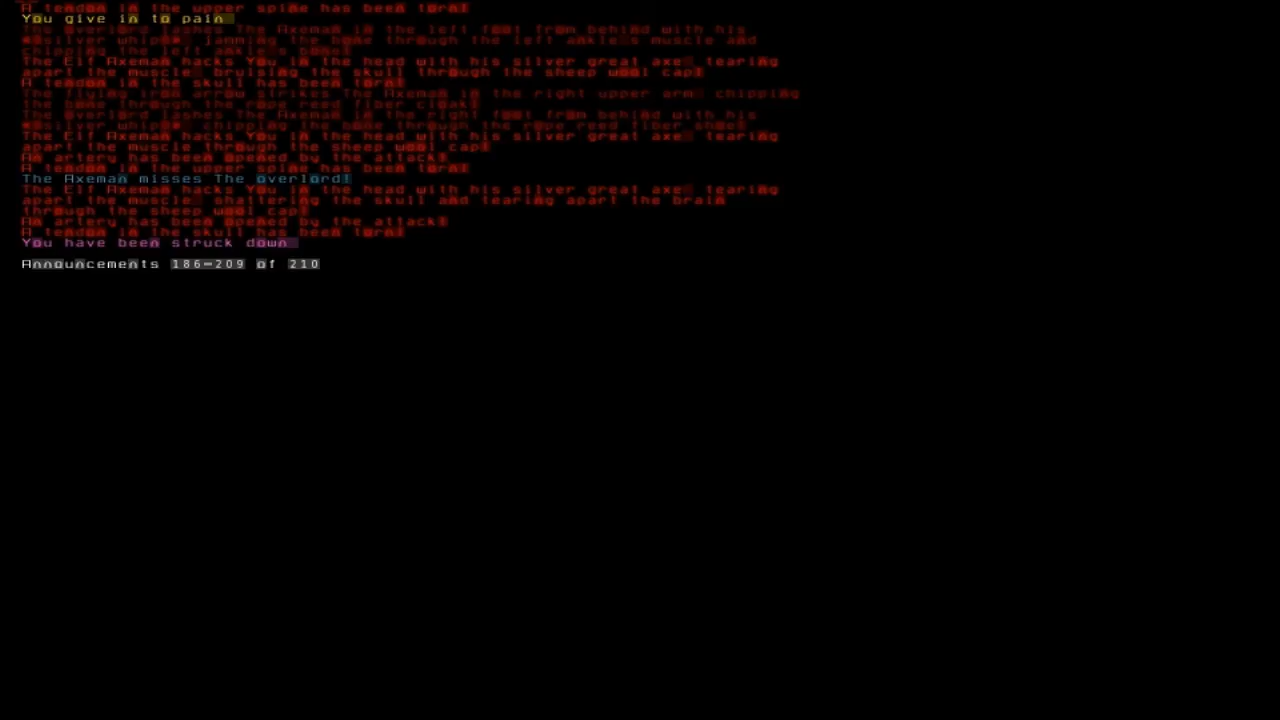 A tendon in the upper spine has been torn!
You give in to pain.
The overlord lashes The Axeman in the left foot from behind with his
silver whip, jamming the bone through the left ankle's muscle and
chipping the left ankle's bone!
The Elf Axeman hacks You in the head with his silver great axe, tearing
apart the muscle, bruising the skull through the sheep wool cap!
A tendon in the skull has been torn!
The flying iron arrow strikes The Axeman in the right upper arm, chipping
the bone through the rope reed fiber cloak!
The overlord lashes The Axeman in the right foot from behind with his
silver whip, chipping the bone through the rope reed fiber shoe!
The Elf Axeman hacks You in the head with his silver great axe, tearing
apart the muscle through the sheep wool cap!
An artery has been opened by the attack!
A tendon in the upper spine has been torn!
The Axeman misses The overlord!
The Elf Axeman hacks You in the head with his silver great axe, tearing
apart the muscle, shattering the skull and tearing apart the brain
through the sheep wool cap!
An artery has been opened by the attack!
A tendon in the skull has been torn!
You have been struck down.
Announcements 186-209 of 210